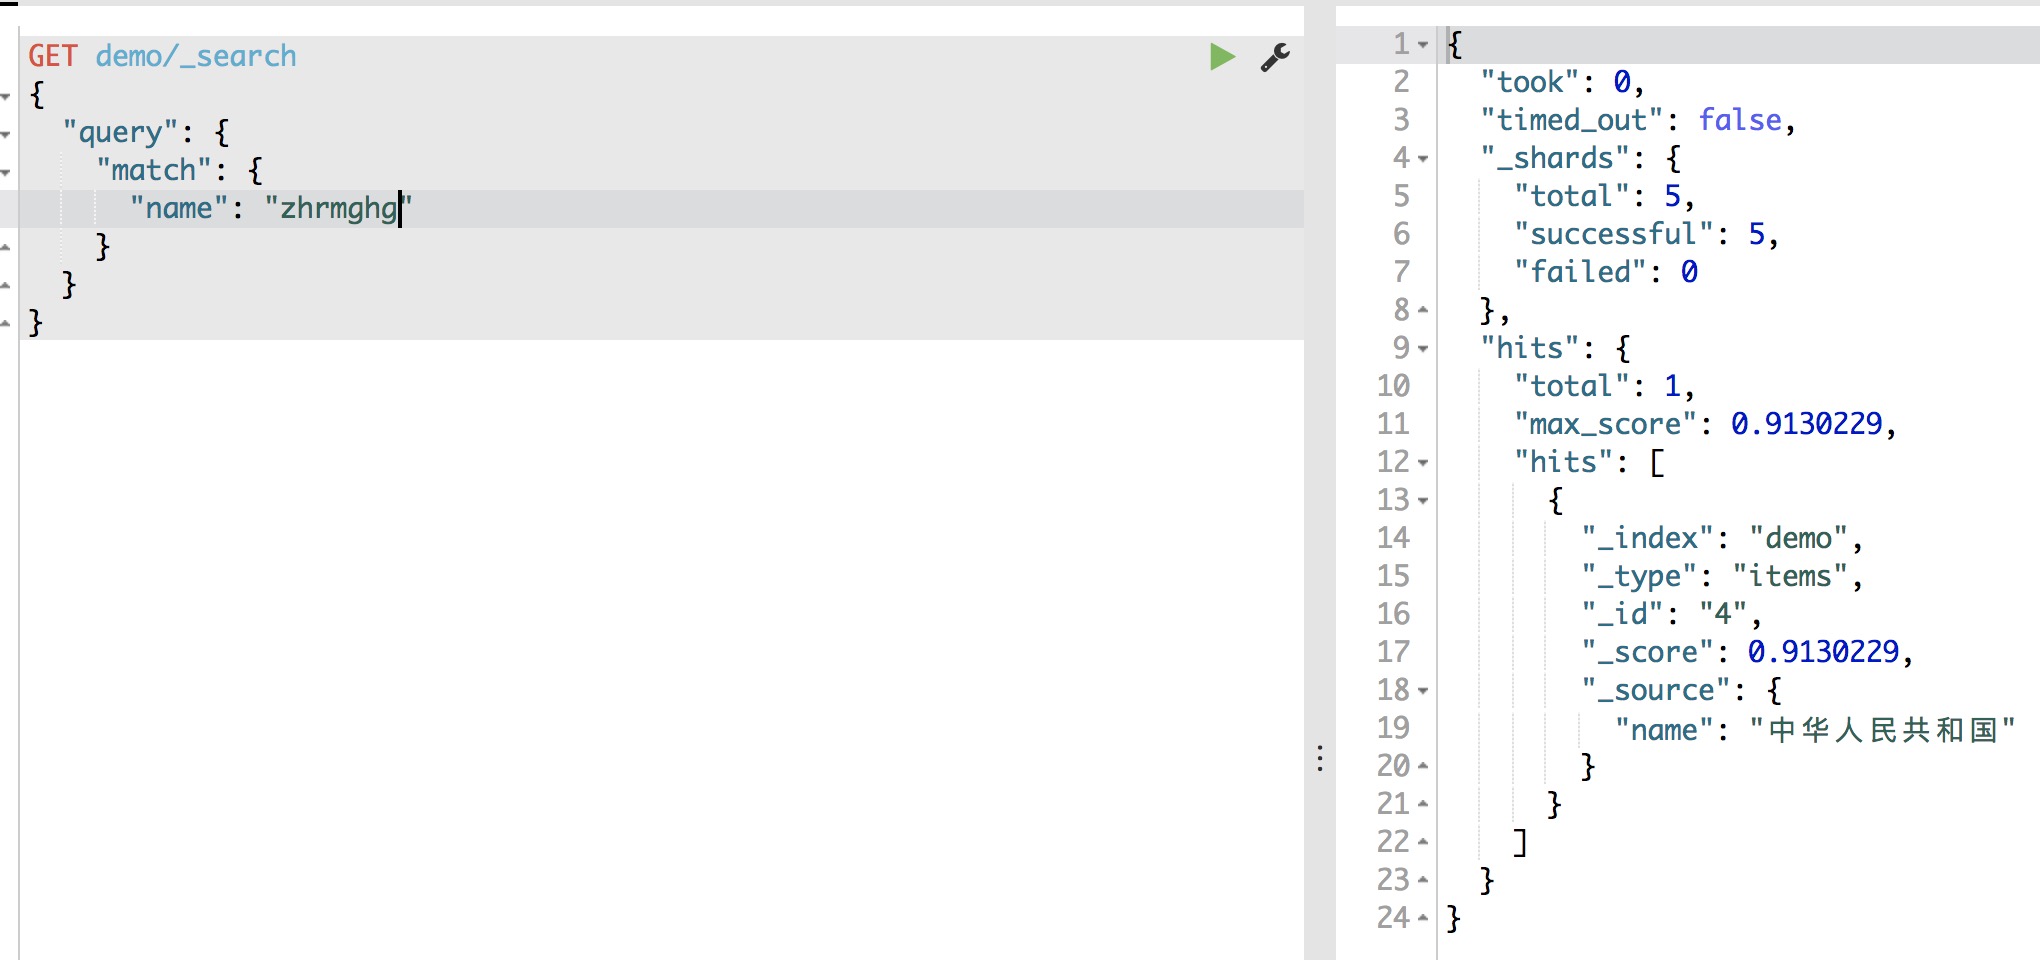 GET demo/_search
{
  "query": {
    "match": {
      "name": "zhrmghg"
    }
  }
}
1 {
2   "took": 0,
3   "timed_out": false,
4   "_shards": {
5     "total": 5,
6     "successful": 5,
7     "failed": 0
8   },
9   "hits": {
10     "total": 1,
11     "max_score": 0.9130229,
12     "hits": [
13       {
14         "_index": "demo",
15         "_type": "items",
16         "_id": "4",
17         "_score": 0.9130229,
18         "_source": {
19           "name": "中华人民共和国"
20         }
21       }
22     ]
23   }
24 }